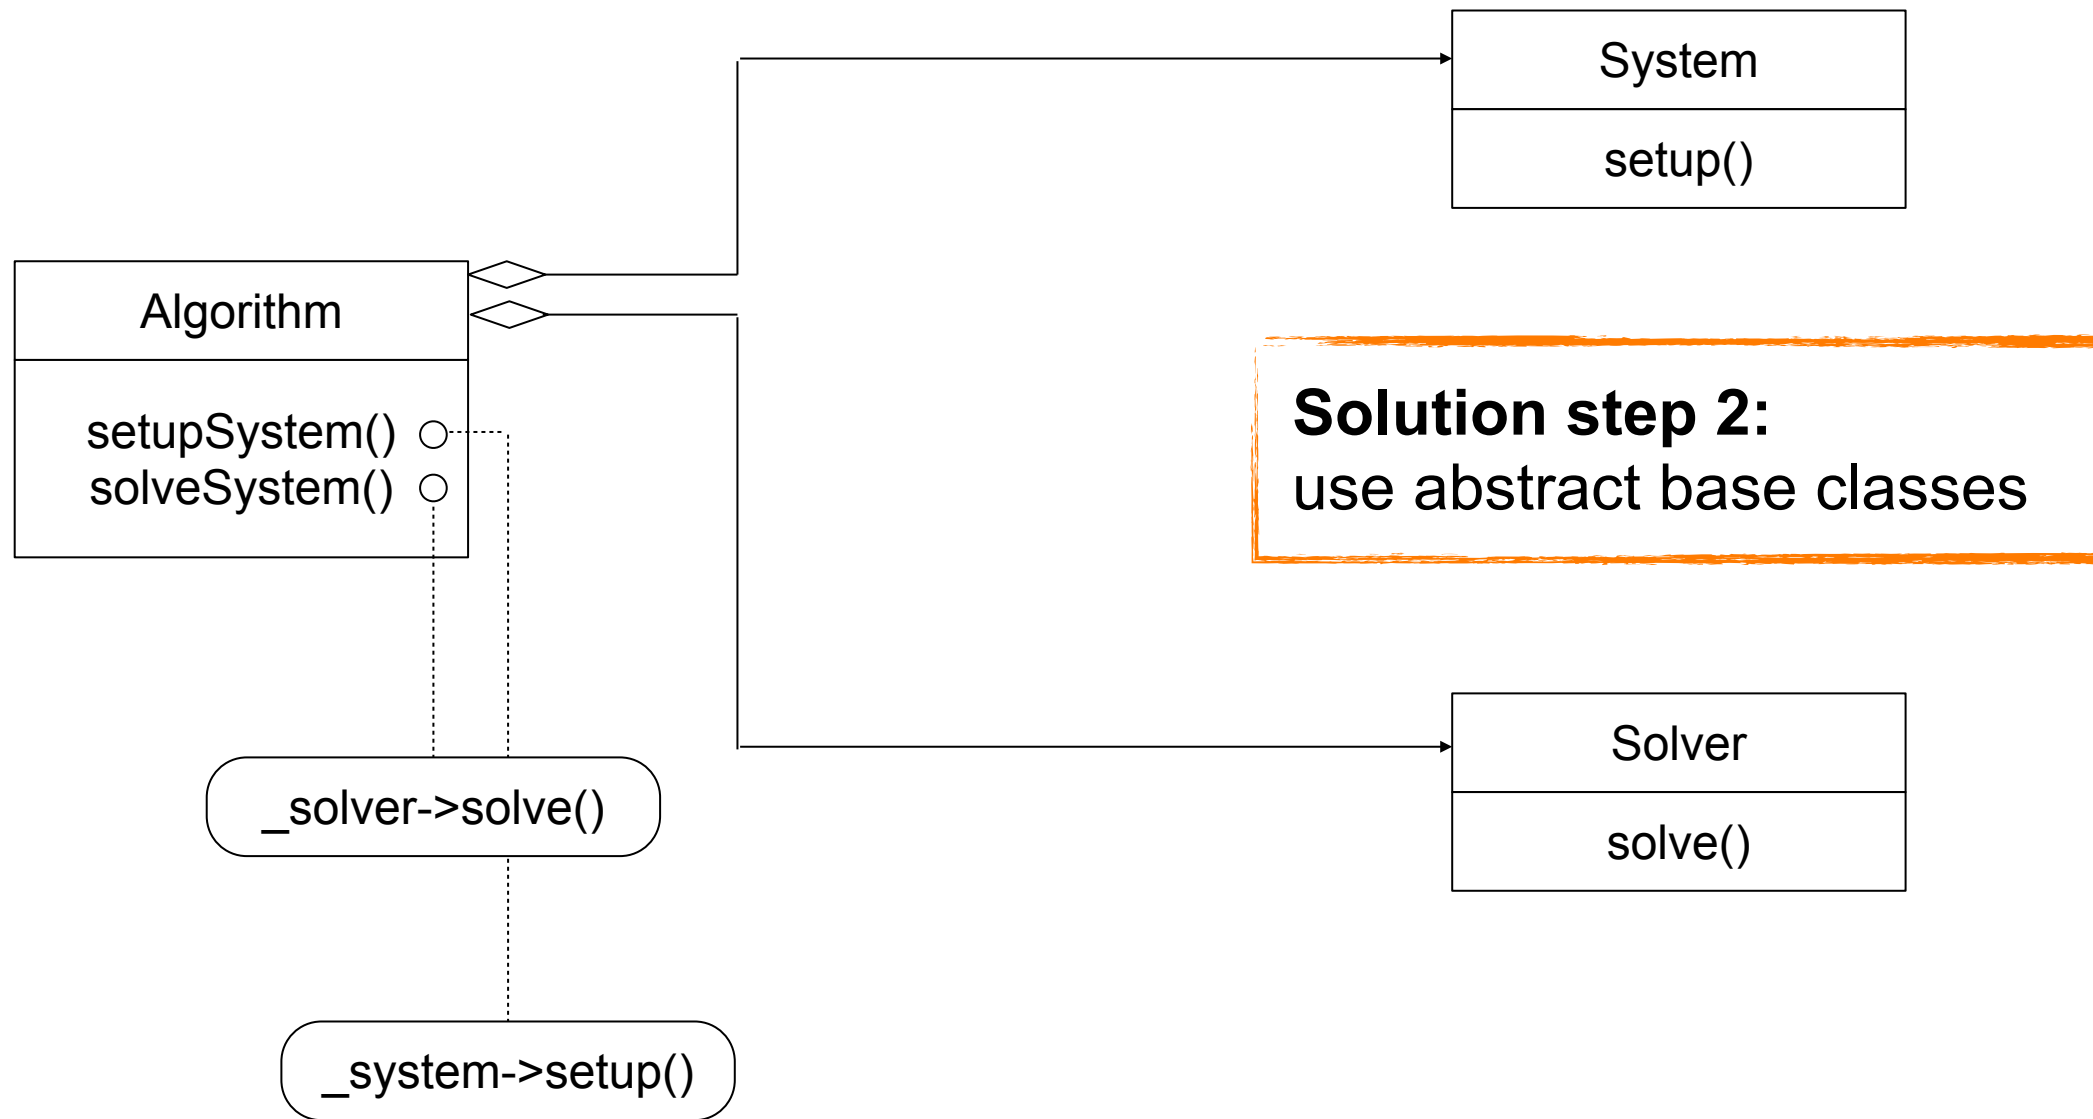 System
setup()
Algorithm
setupSystem()
solveSystem()
Solution step 2:
use abstract base classes
Solver
solve()
_solver->solve()
_system->setup()